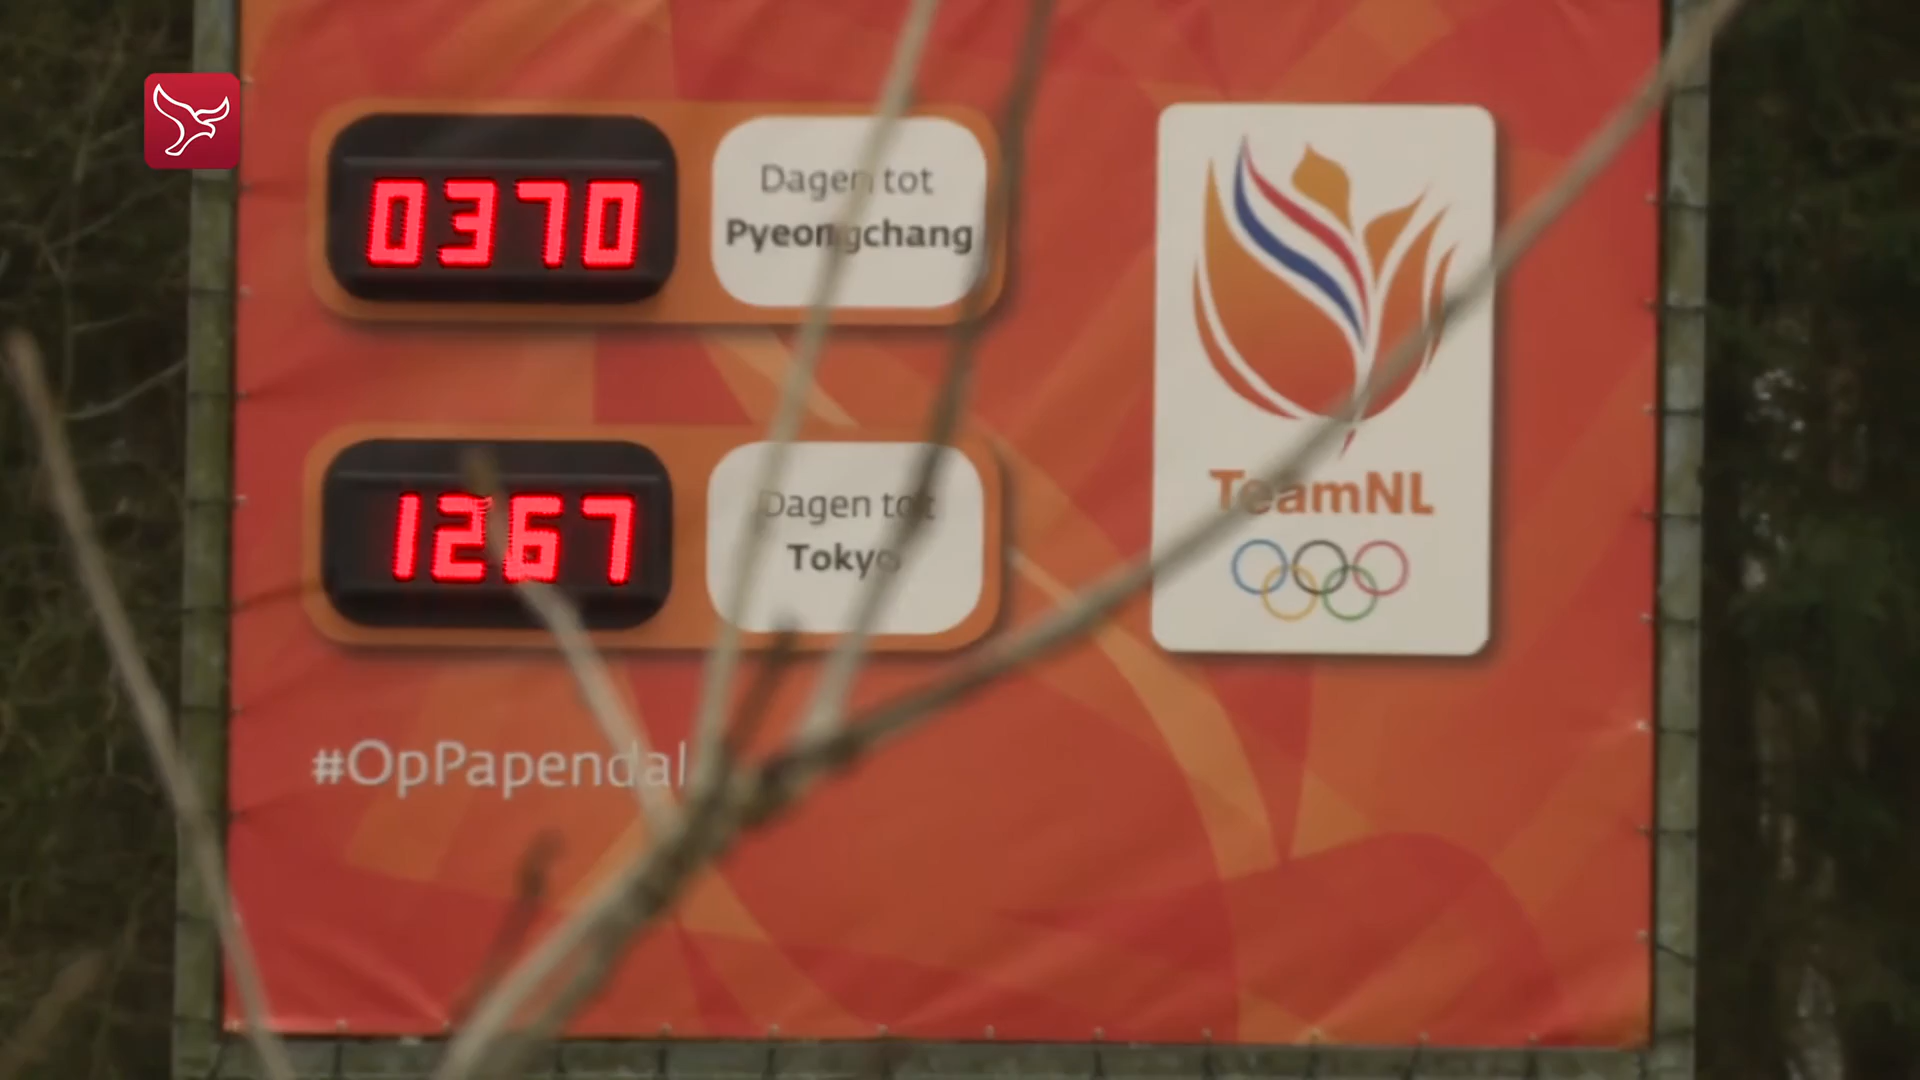 0370
Dagen tot
Pyeongchang
1267
Dagen tot
Tokyo
TeamNL
#OpPapendal